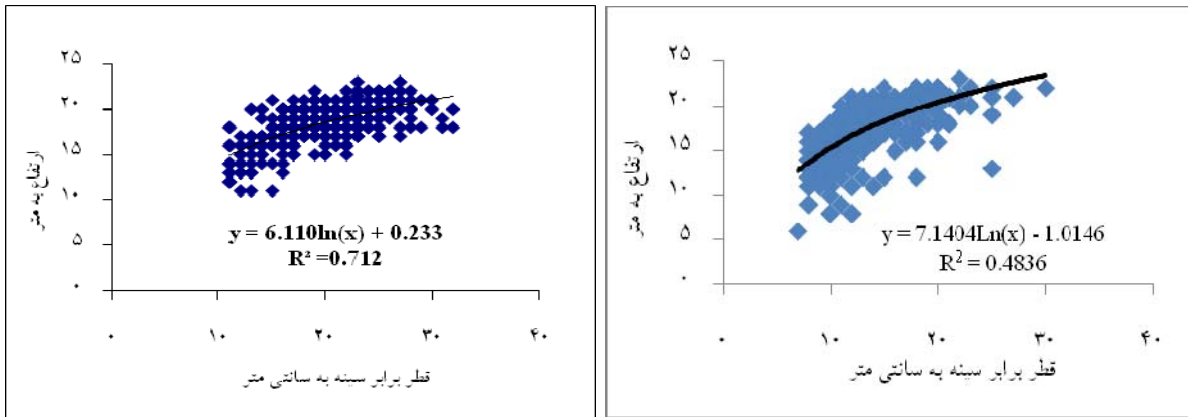 ۲۵
۲۰
۱۵
۱۰
۵
۰
ارتفاع به متر
y = 6.110ln(x) + 0.233
R² =0.712
۰ ۱۰ ۲۰ ۳۰ ۴۰
قطر برابر سینه به سانتی متر
۲۵
۲۰
۱۵
۱۰
۵
۰
ارتفاع به متر
y = 7.1404Ln(x) - 1.0146
R² = 0.4836
۰ ۱۰ ۲۰ ۳۰ ۴۰
قطر برابر سینه به سانتی متر